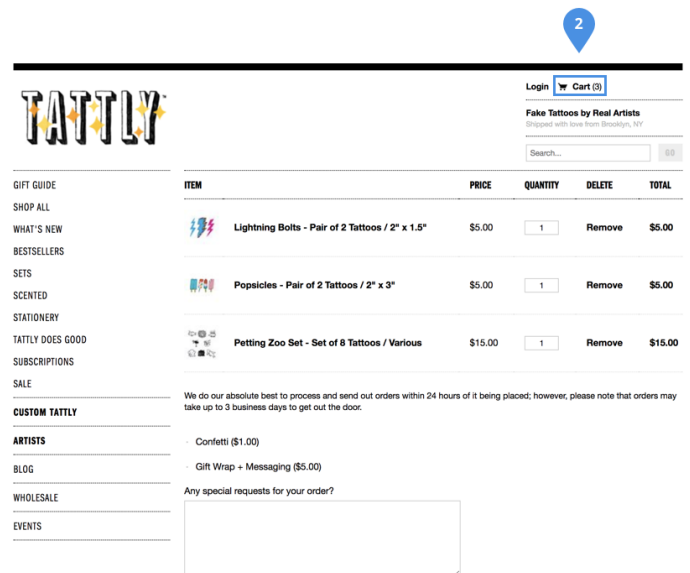 2
TATTLY
Login Cart (3)
Fake Tattoos by Real Artists
Shipped with love from Brooklyn, NY
Search... GO
GIFT GUIDE
SHOP ALL
WHAT'S NEW
BESTSELLERS
SETS
SCENTED
STATIONERY
TATTLY DOES GOOD
SUBSCRIPTIONS
SALE
CUSTOM TATTLY
ARTISTS
BLOG
WHOLESALE
EVENTS
ITEM PRICE QUANTITY DELETE TOTAL
Lightning Bolts - Pair of 2 Tattoos / 2" x 1.5" $5.00 1 Remove $5.00
Popsicles - Pair of 2 Tattoos / 2" x 3" $5.00 1 Remove $5.00
Petting Zoo Set - Set of 8 Tattoos / Various $15.00 1 Remove $15.00
We do our absolute best to process and send out orders within 24 hours of it being placed; however, please note that orders may
take up to 3 business days to get out the door.
Confetti ($1.00)
Gift Wrap + Messaging ($5.00)
Any special requests for your order?